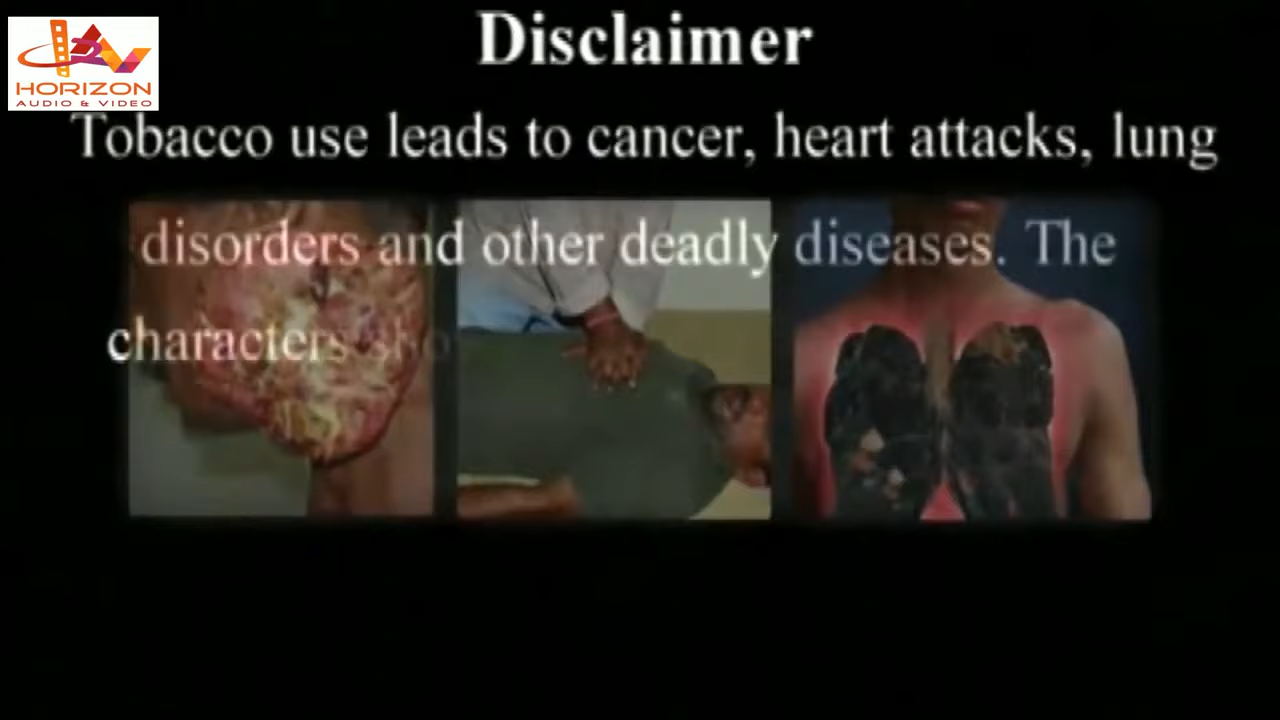 Disclaimer
HORIZON
AUDIO & VIDEO
Tobacco use leads to cancer, heart attacks, lung
disorders and other deadly diseases. The
characters